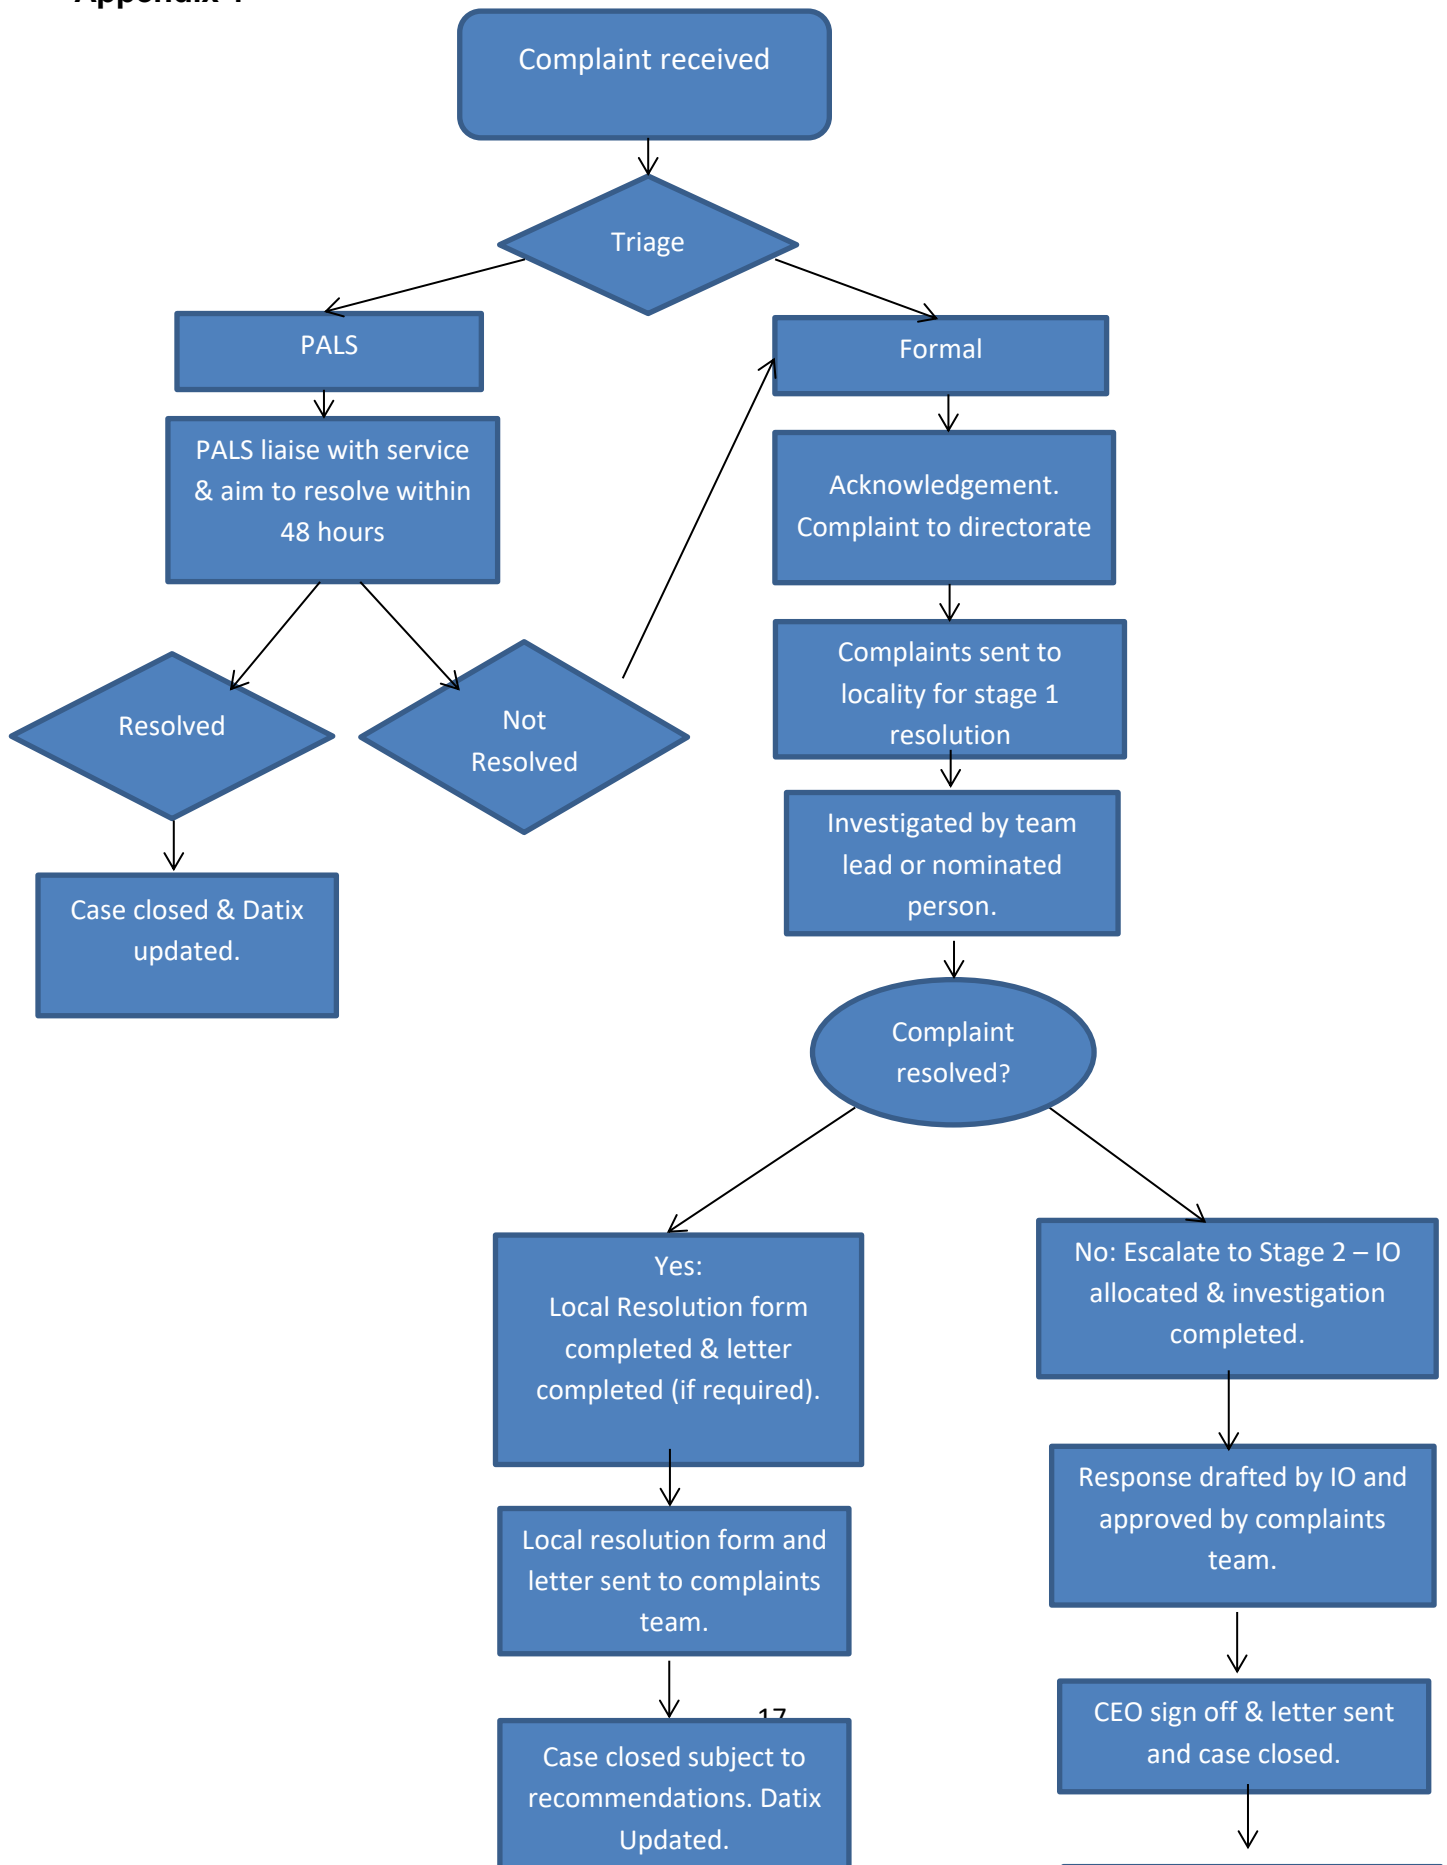 Complaint received
Triage
PALS
Formal
PALS liaise with service
& aim to resolve within
48 hours
Acknowledgement.
Complaint to directorate
Complaints sent to
locality for stage 1
resolution
Resolved
Not
Resolved
Investigated by team
lead or nominated
person.
Case closed & Datix
updated.
Complaint
resolved?
Yes:
Local Resolution form
completed & letter
completed (if required).
No: Escalate to Stage 2 – IO
allocated & investigation
completed.
Response drafted by IO and
approved by complaints
team.
Local resolution form and
letter sent to complaints
team.
CEO sign off & letter sent
and case closed.
17
Case closed subject to
recommendations. Datix
Updated.